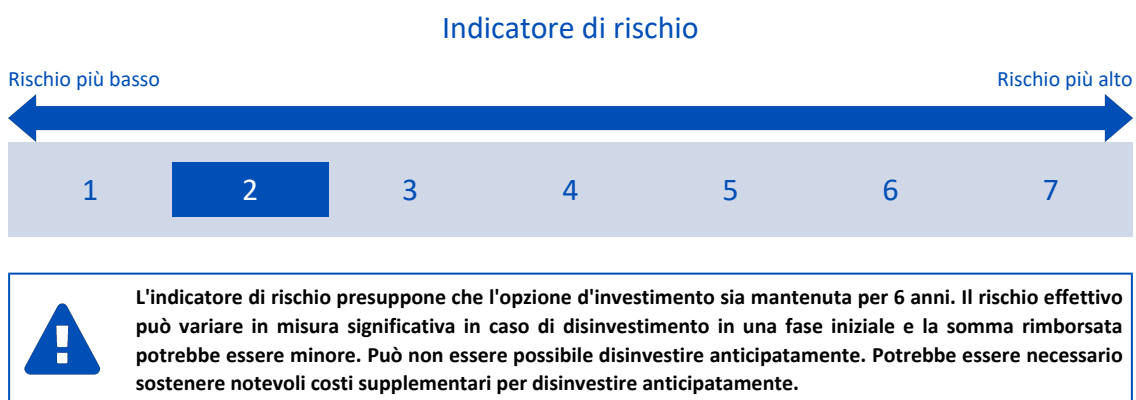 Indicatore di rischio
Rischio più basso
Rischio più alto
1 2 3 4 5 6 7
L'indicatore di rischio presuppone che l'opzione d'investimento sia mantenuta per 6 anni. Il rischio effettivo
può variare in misura significativa in caso di disinvestimento in una fase iniziale e la somma rimborsata
potrebbe essere minore. Può non essere possibile disinvestire anticipatamente. Potrebbe essere necessario
sostenere notevoli costi supplementari per disinvestire anticipatamente.